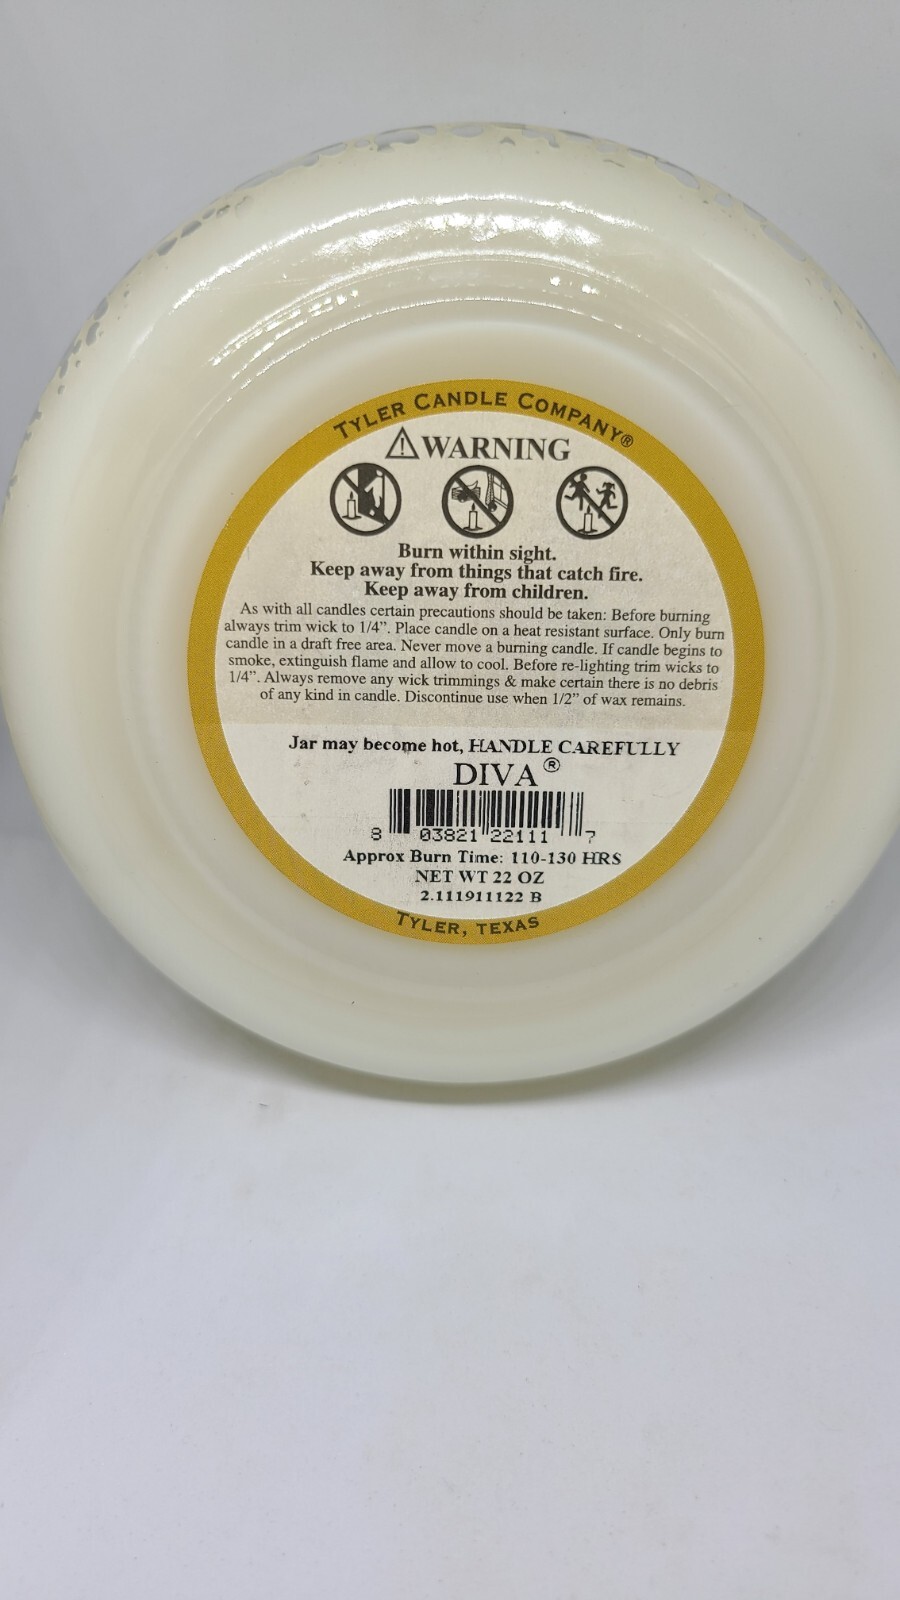 TYLER CANDLE COMPANY®
⚠WARNING
Burn within sight.
Keep away from things that catch fire.
Keep away from children.
As with all candles certain precautions should be taken: Before burning
always trim wick to 1/4”. Place candle on a heat resistant surface. Only burn
candle in a draft free area. Never move a burning candle. If candle begins to
smoke, extinguish flame and allow to cool. Before re-lighting trim wicks to
1/4”. Always remove any wick trimmings & make certain there is no debris
of any kind in candle. Discontinue use when 1/2” of wax remains.
Jar may become hot, HANDLE CAREFULLY
DIVA®
8 03821 22111 7
Approx Burn Time: 110-130 HRS
NET WT 22 OZ
2.111911122 B
TYLER, TEXAS